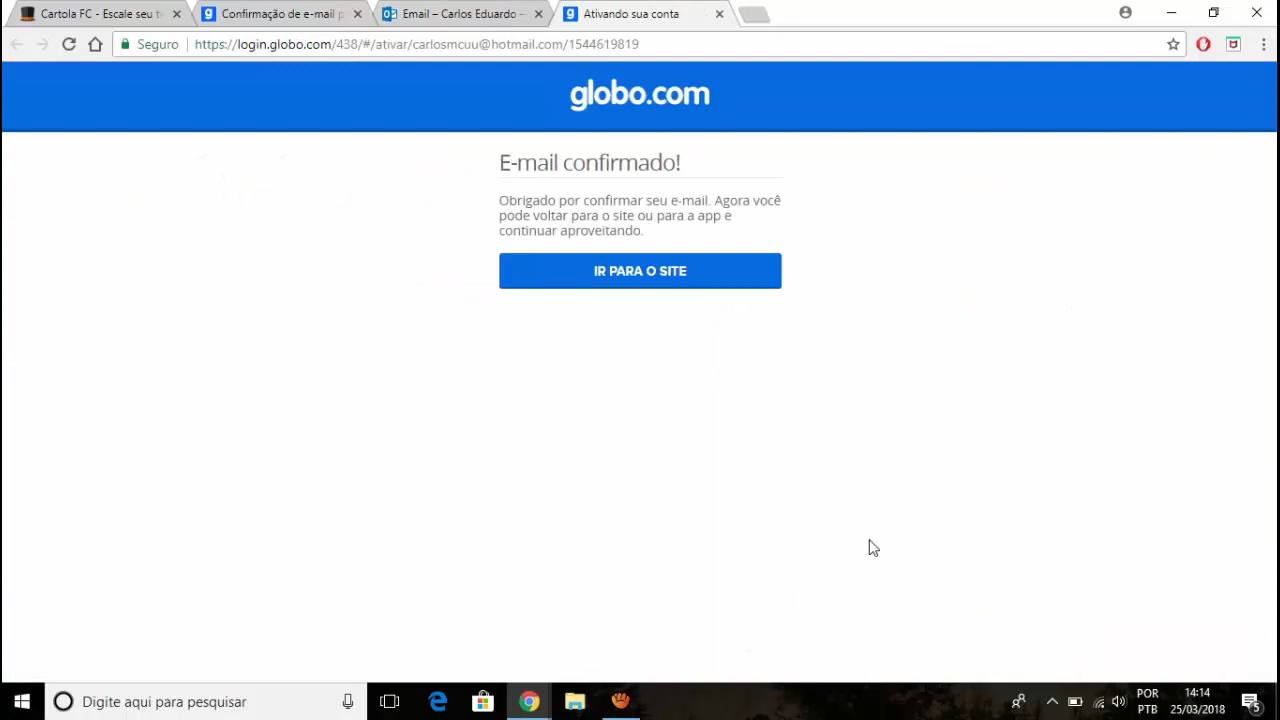 Cartola FC - Escale seu t
Confirmação de e-mail p
Email – Carlos Eduardo –
Ativando sua conta
Seguro
https://login.globo.com/438/#/ativar/carlosmcuu@hotmail.com/1544619819
globo.com
E-mail confirmado!
Obrigado por confirmar seu e-mail. Agora você
pode voltar para o site ou para a app e
continuar aproveitando.
IR PARA O SITE
Digite aqui para pesquisar
POR
PTB
14:14
25/03/2018
5